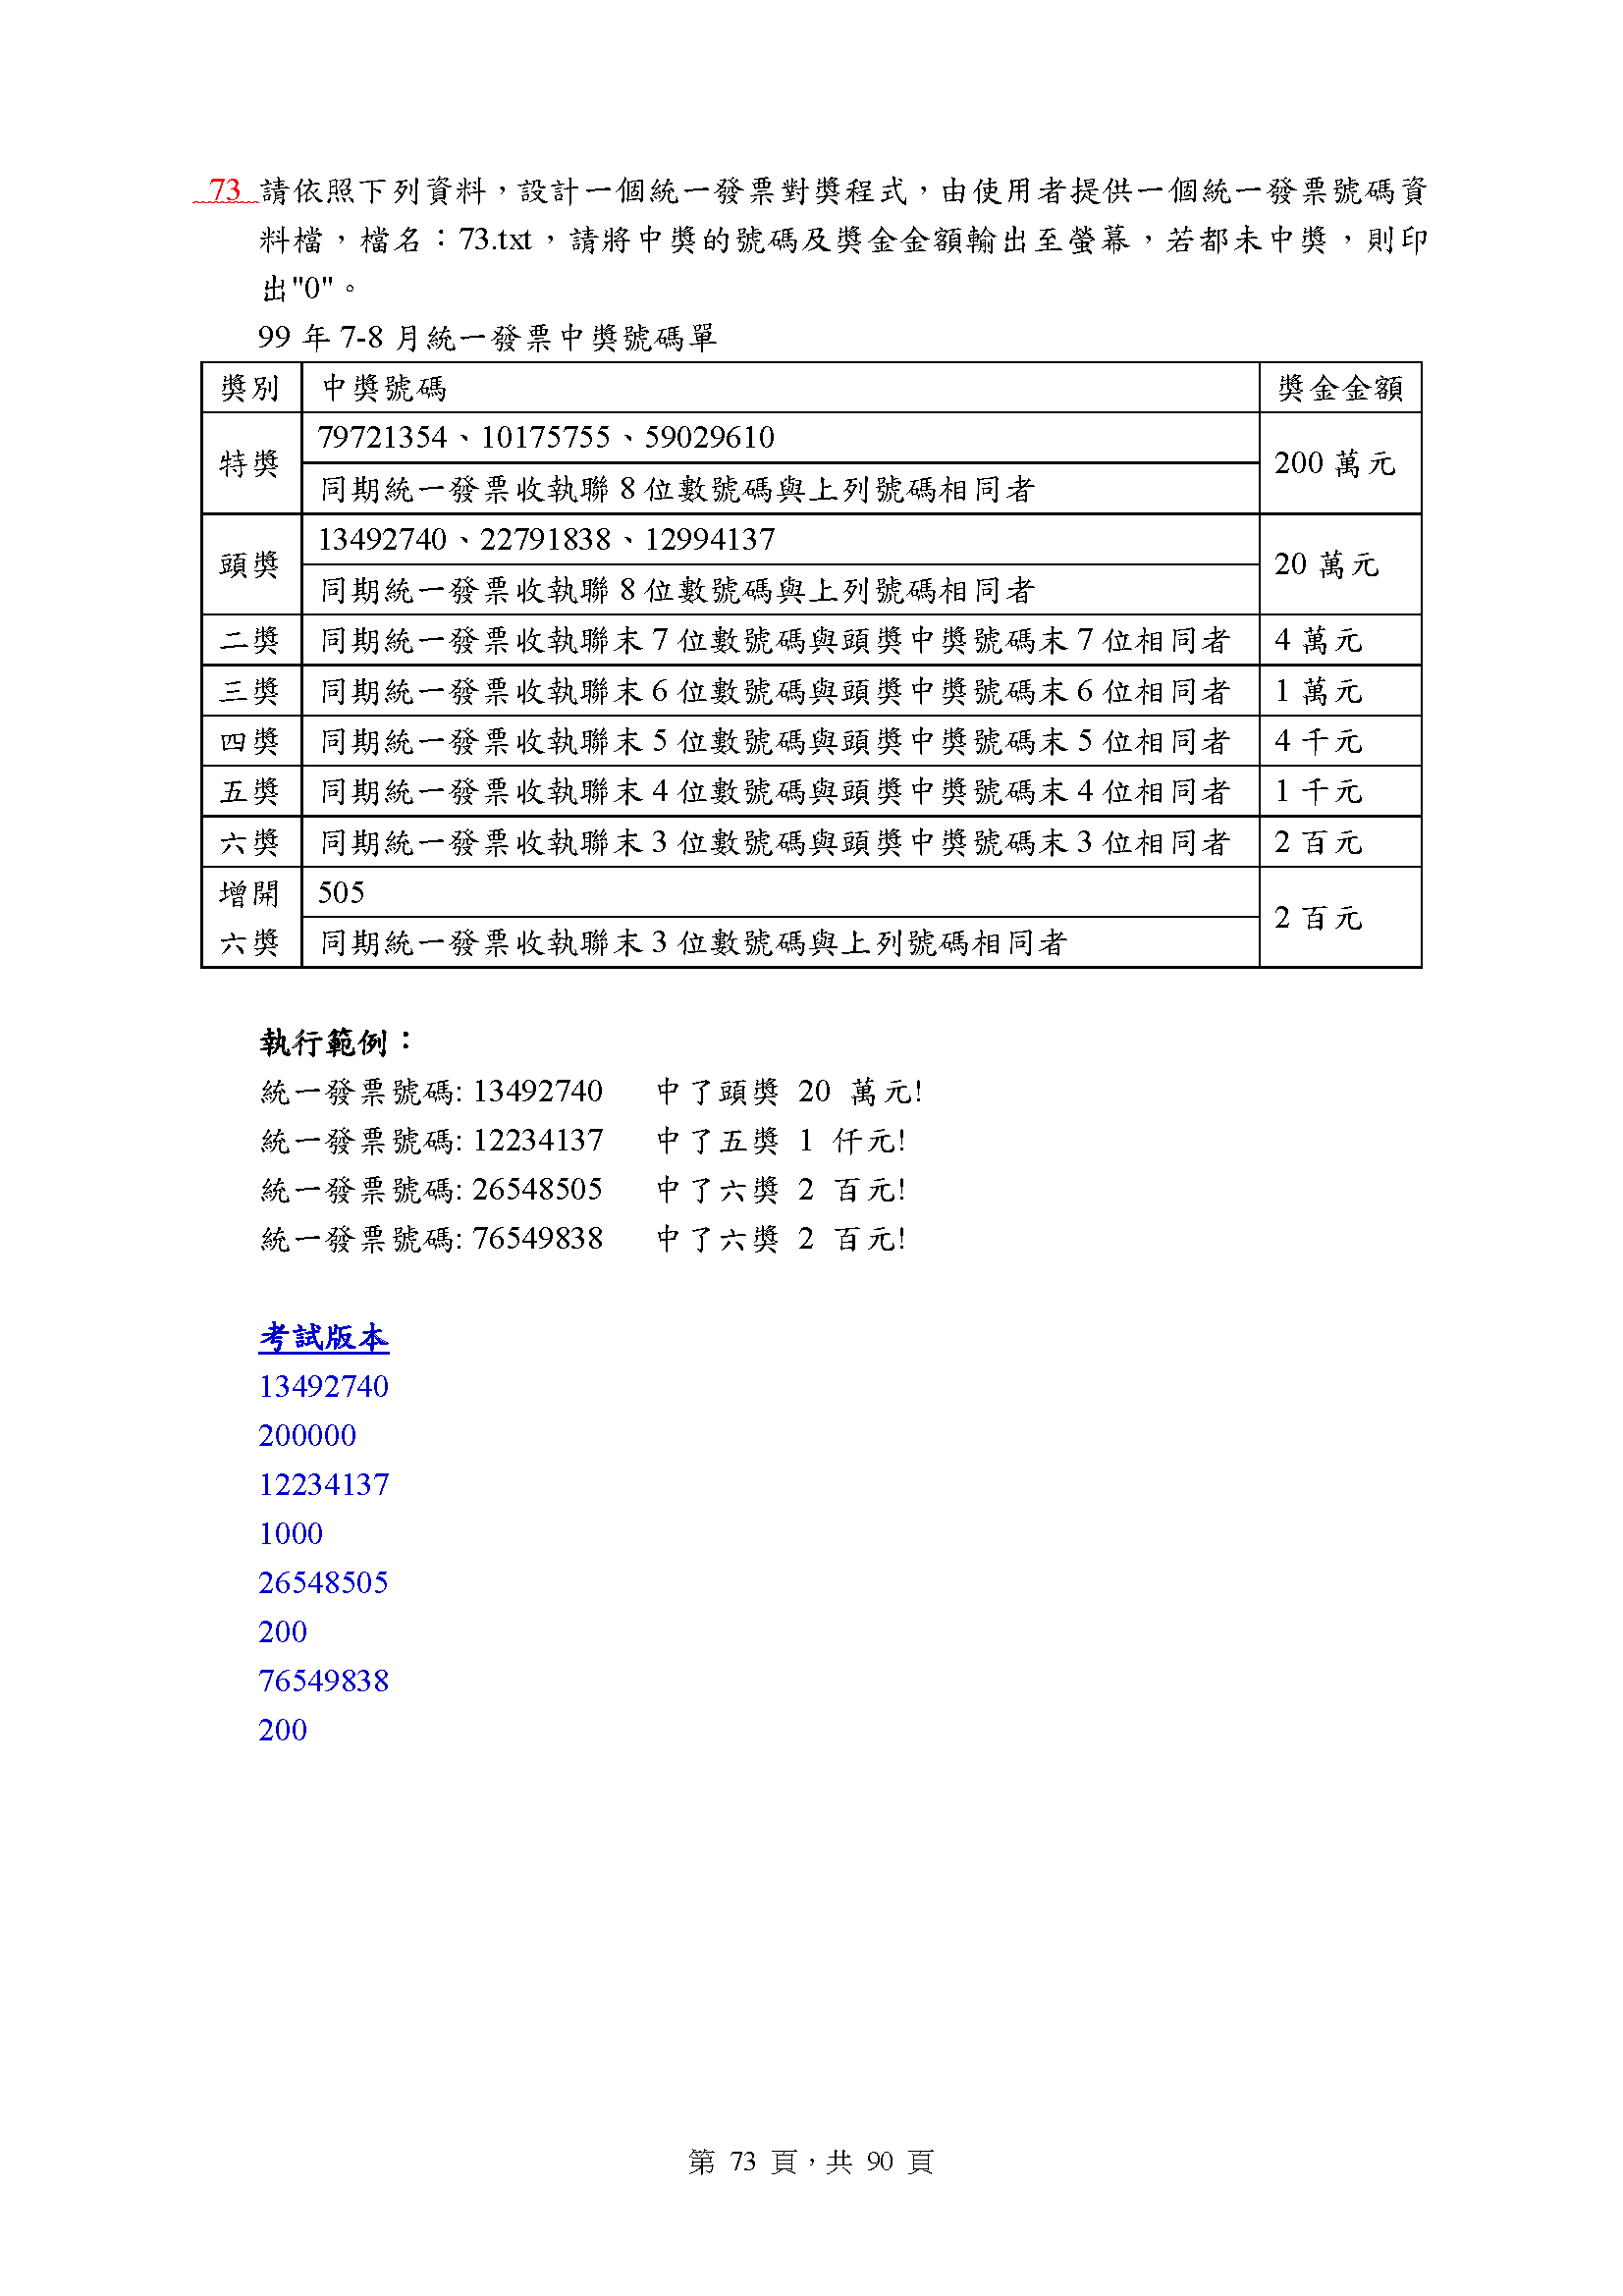 73 請依照下列資料，設計一個統一發票對獎程式，由使用者提供一個統一發票號碼資
料檔，檔名：73.txt，請將中獎的號碼及獎金金額輸出至螢幕，若都未中獎，則印
出"0"。
99 年 7-8 月統一發票中獎號碼單
獎別 中獎號碼 獎金金額
特獎 79721354、10175755、59029610 200 萬元
同期統一發票收執聯 8 位數號碼與上列號碼相同者
頭獎 13492740、22791838、12994137 20 萬元
同期統一發票收執聯 8 位數號碼與上列號碼相同者
二獎 同期統一發票收執聯末 7 位數號碼與頭獎中獎號碼末 7 位相同者 4 萬元
三獎 同期統一發票收執聯末 6 位數號碼與頭獎中獎號碼末 6 位相同者 1 萬元
四獎 同期統一發票收執聯末 5 位數號碼與頭獎中獎號碼末 5 位相同者 4 千元
五獎 同期統一發票收執聯末 4 位數號碼與頭獎中獎號碼末 4 位相同者 1 千元
六獎 同期統一發票收執聯末 3 位數號碼與頭獎中獎號碼末 3 位相同者 2 百元
增開 505 2 百元
六獎 同期統一發票收執聯末 3 位數號碼與上列號碼相同者
執行範例：
統一發票號碼: 13492740 中了頭獎 20 萬元!
統一發票號碼: 12234137 中了五獎 1 仟元!
統一發票號碼: 26548505 中了六獎 2 百元!
統一發票號碼: 76549838 中了六獎 2 百元!
考試版本
13492740
200000
12234137
1000
26548505
200
76549838
200
第 73 頁，共 90 頁